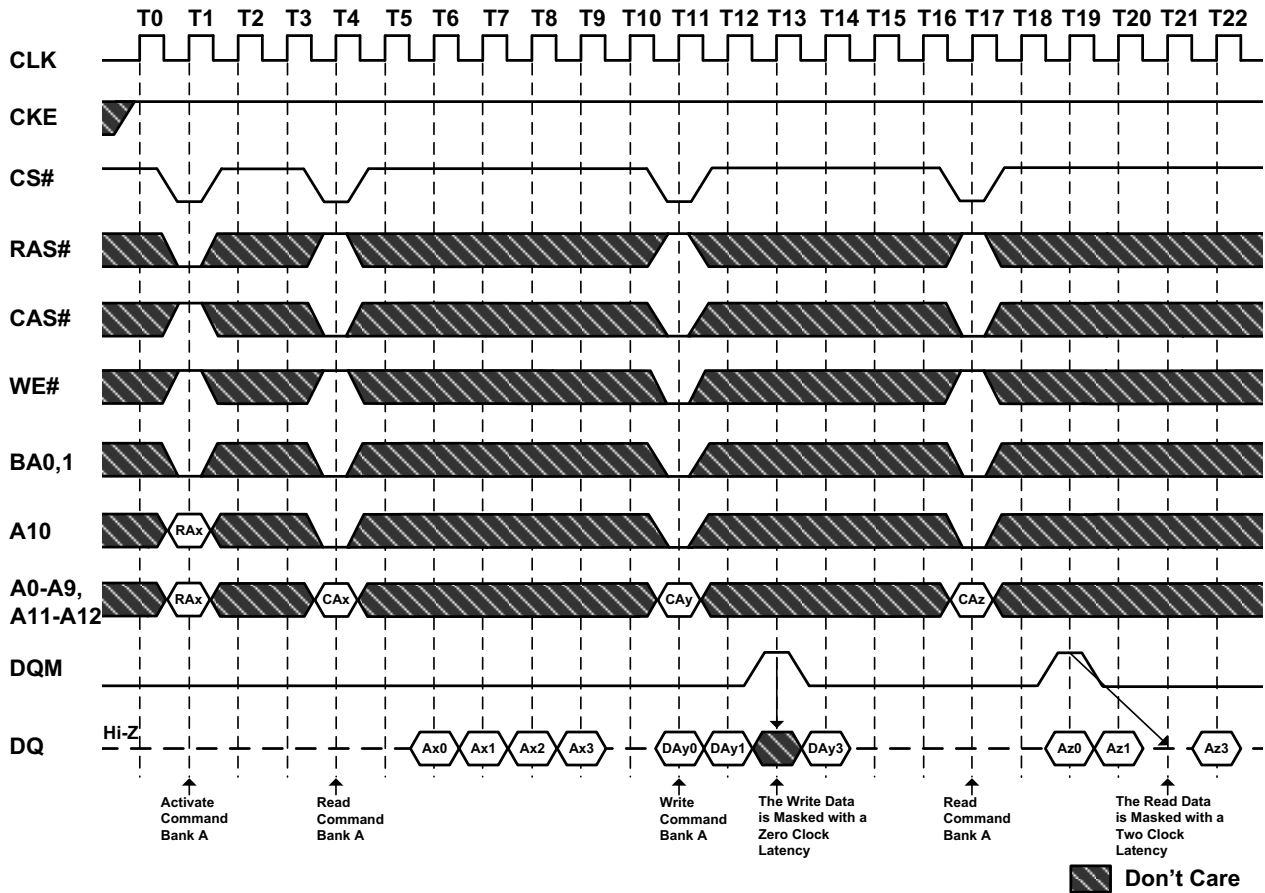 T0 T1 T2 T3 T4 T5 T6 T7 T8 T9 T10 T11 T12 T13 T14 T15 T16 T17 T18 T19 T20 T21 T22
CLK
CKE
CS#
RAS#
CAS#
WE#
BA0,1
A10
RAx
A0-A9,
A11-A12
RAx CAx CAy CAz
DQM
DQ
Hi-Z
Ax0 Ax1 Ax2 Ax3 DAy0 DAy1 DAy3 Az0 Az1 Az3
Activate
Command
Bank A
Read
Command
Bank A
Write
Command
Bank A
The Write Data
is Masked with a
Zero Clock
Latency
Read
Command
Bank A
The Read Data
is Masked with a
Two Clock
Latency
Don't Care